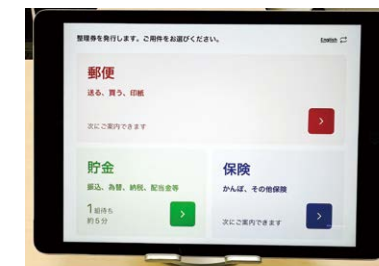 整理券を発行します。ご用件をお選びください。
English
郵便
送る、買う、印紙
次にご案内できます
貯金
振込、為替、納税、配当金等
1組待ち
約5分
保険
かんぽ、その他保険
次にご案内できます